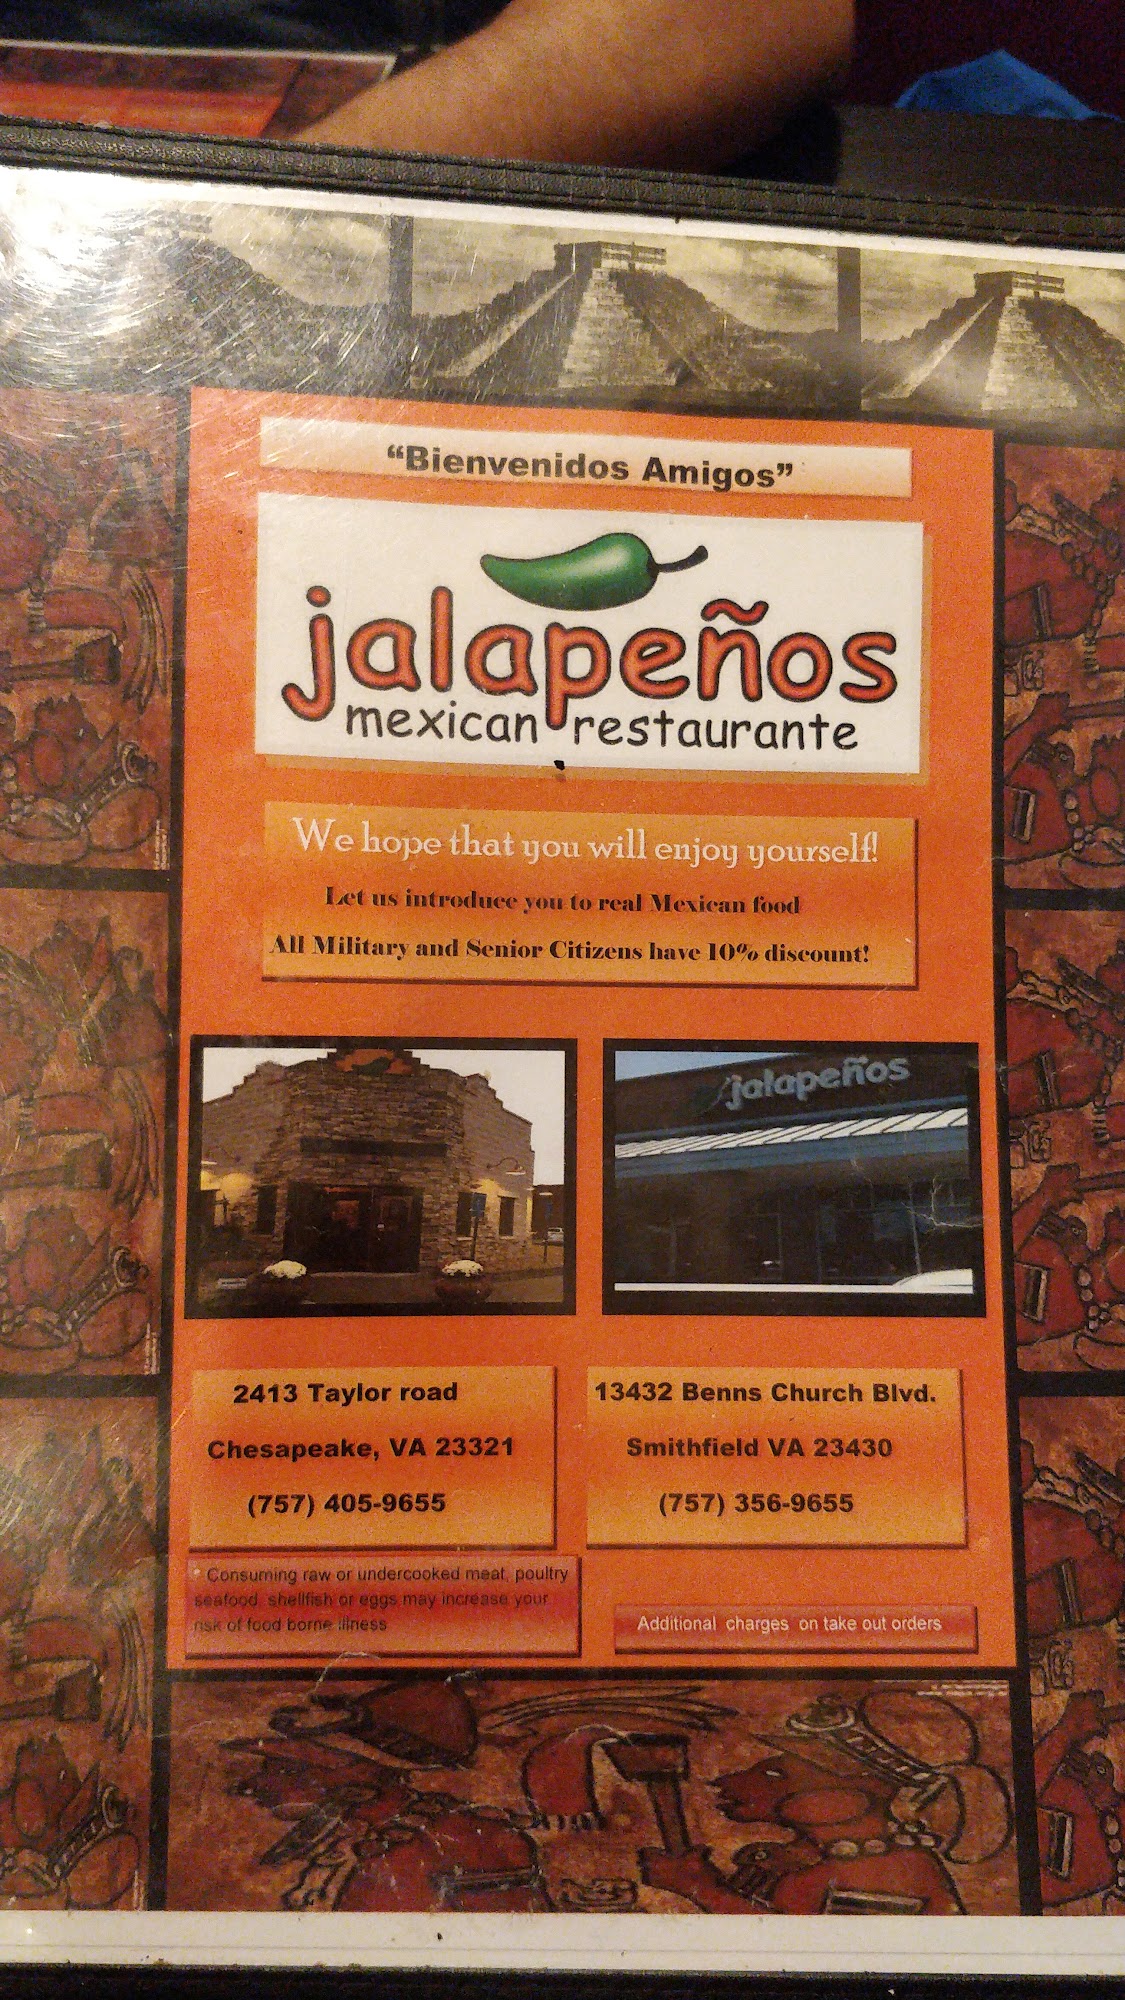 “Bienvenidos Amigos”
jalapeños
mexican restaurante
We hope that you will enjoy yourself!
Let us introduce you to real Mexican food
All Military and Senior Citizens have 10% discount!
jalapeños
2413 Taylor road
Chesapeake, VA 23321
(757) 405-9655
13432 Benns Church Blvd.
Smithfield VA 23430
(757) 356-9655
* Consuming raw or undercooked meat, poultry
seafood, shellfish or eggs may increase your
risk of food borne illness
Additional charges on take out orders